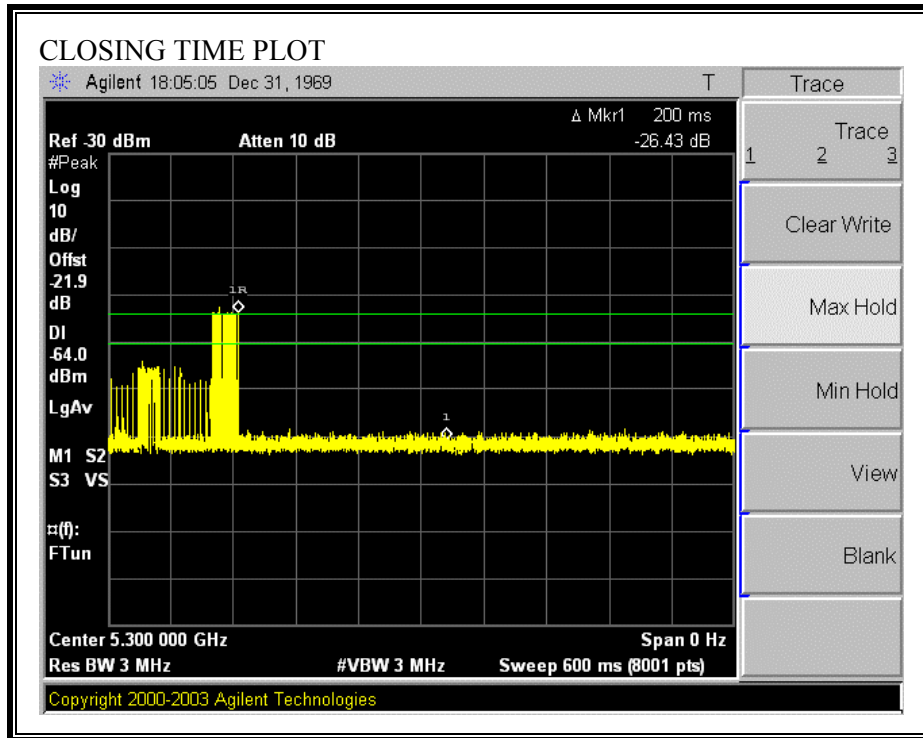 CLOSING TIME PLOT
Agilent 18:05:05 Dec 31, 1969 T
Trace
Δ Mkr1 200 ms
Ref -30 dBm Atten 10 dB -26.43 dB
#Peak
Log
10
dB/
Offst
-21.9
dB
DI
-64.0
dBm
LgAv
M1 S2
S3 VS
¤(f):
FTun
1R
1
Center 5.300 000 GHz Span 0 Hz
Res BW 3 MHz #VBW 3 MHz Sweep 600 ms (8001 pts)
Trace
1 2 3
Clear Write
Max Hold
Min Hold
View
Blank
Copyright 2000-2003 Agilent Technologies